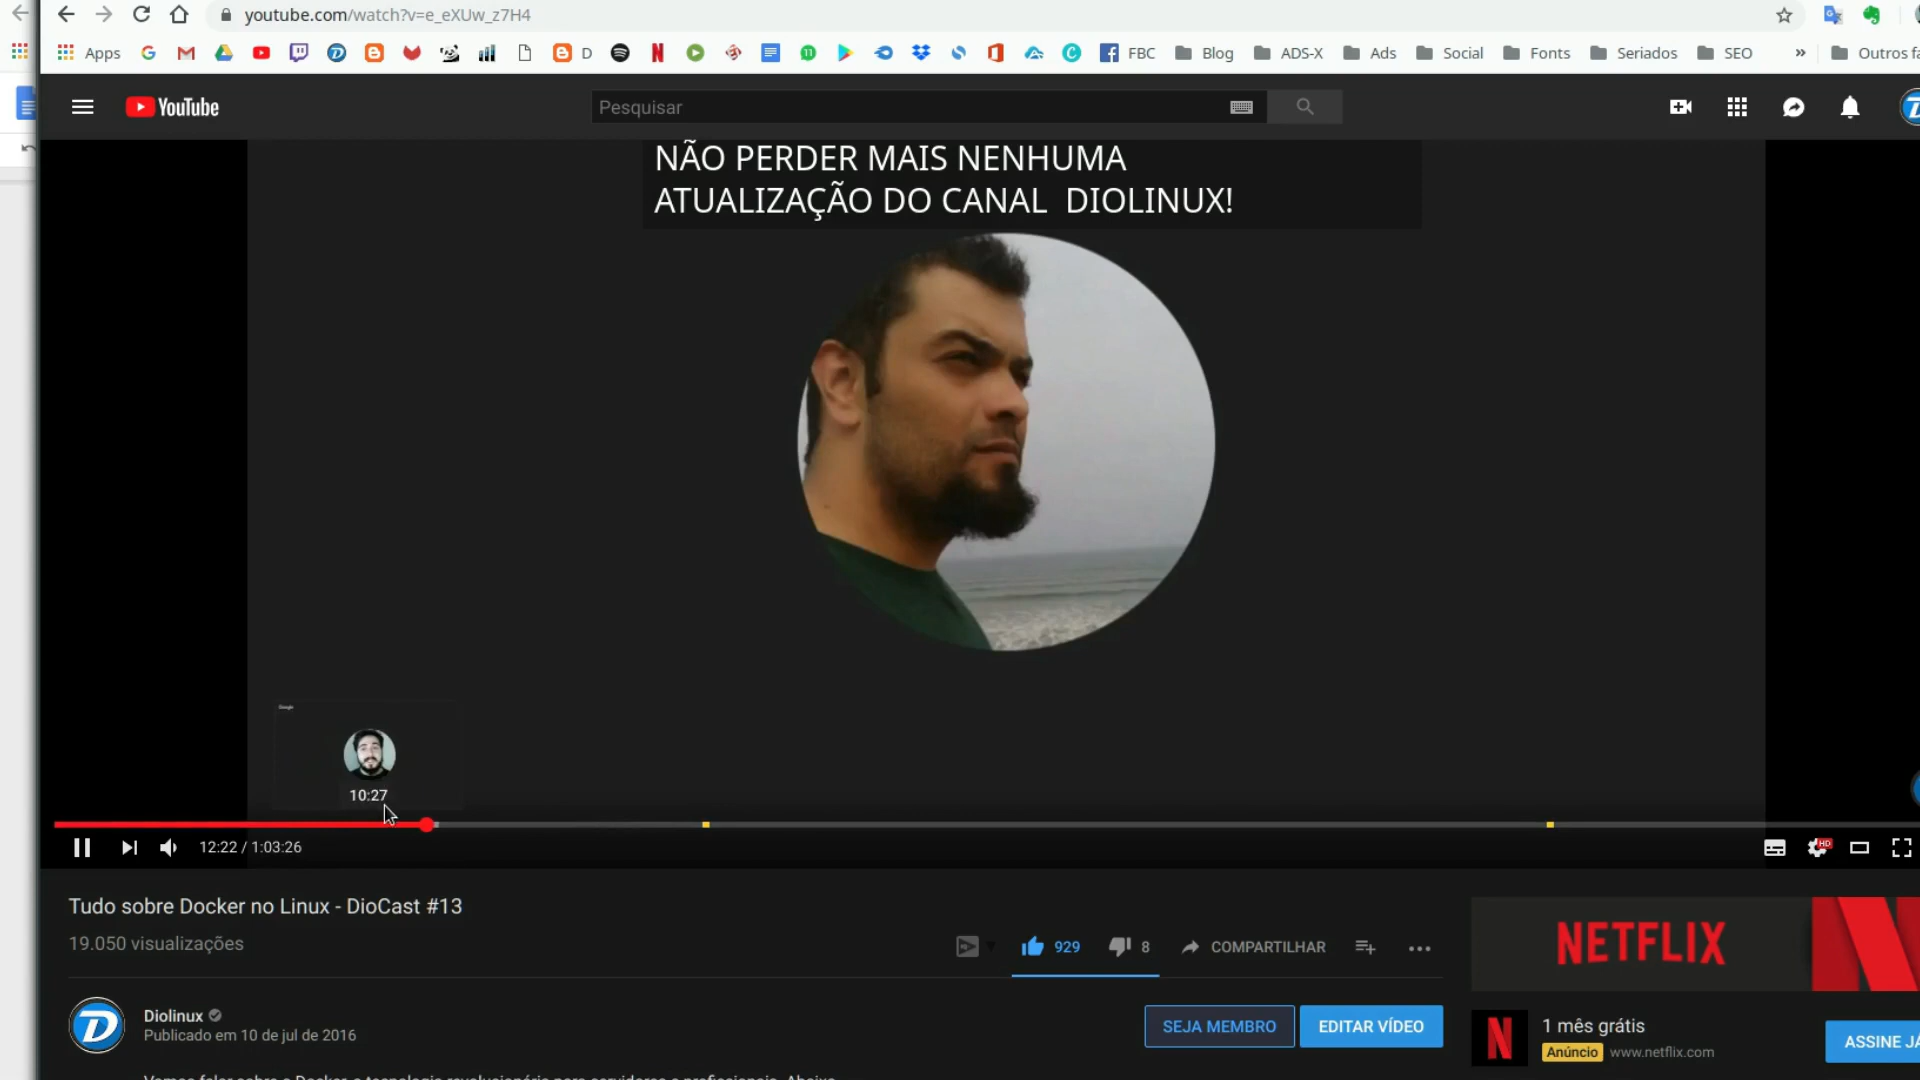 youtube.com/watch?v=e_eXUw_z7H4
Apps D FBC Blog ADS-X Ads Social Fonts Seriados SEO » Outros fa
YouTube
Pesquisar
NÃO PERDER MAIS NENHUMA
ATUALIZAÇÃO DO CANAL DIOLINUX!
Google
10:27
12:22 / 1:03:26
HD
Tudo sobre Docker no Linux - DioCast #13
19.050 visualizações
929 8 COMPARTILHAR
NETFLIX
Diolinux
Publicado em 10 de jul de 2016
SEJA MEMBRO EDITAR VÍDEO
1 mês grátis
Anúncio www.netflix.com
ASSINE JÁ